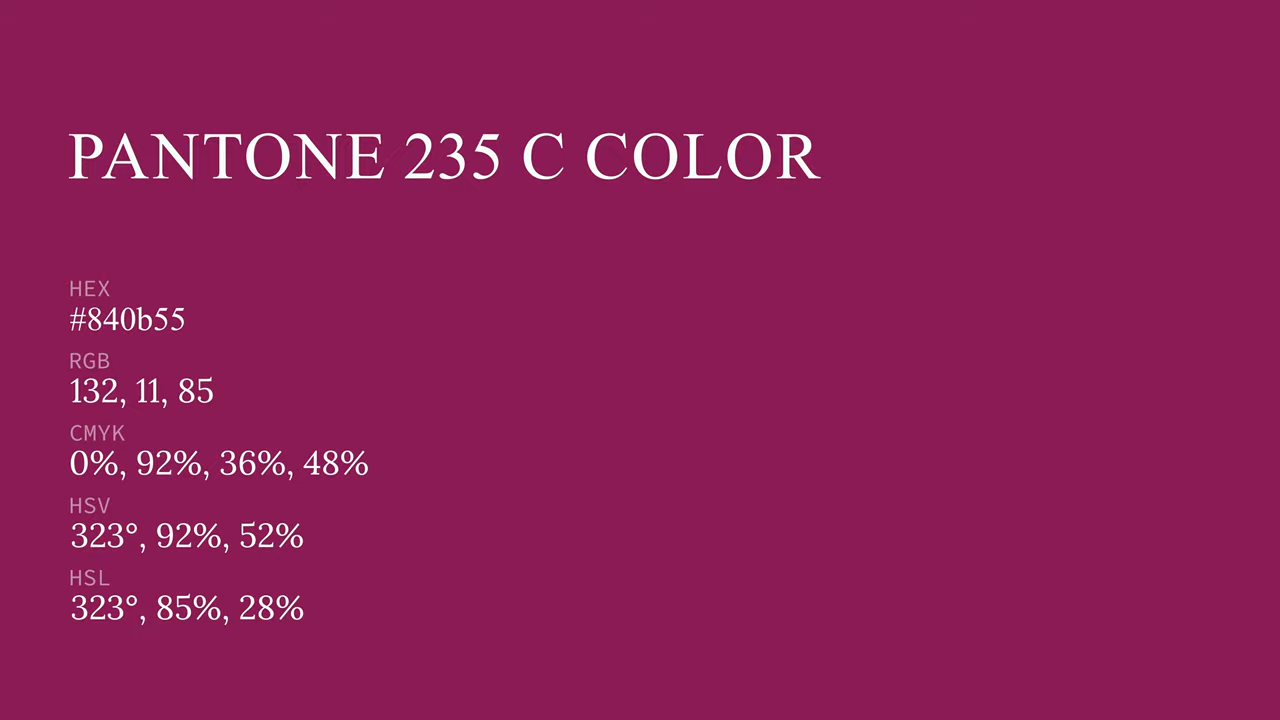 PANTONE 235 C COLOR
HEX
#840b55
RGB
132, 11, 85
CMYK
0%, 92%, 36%, 48%
HSV
323°, 92%, 52%
HSL
323°, 85%, 28%